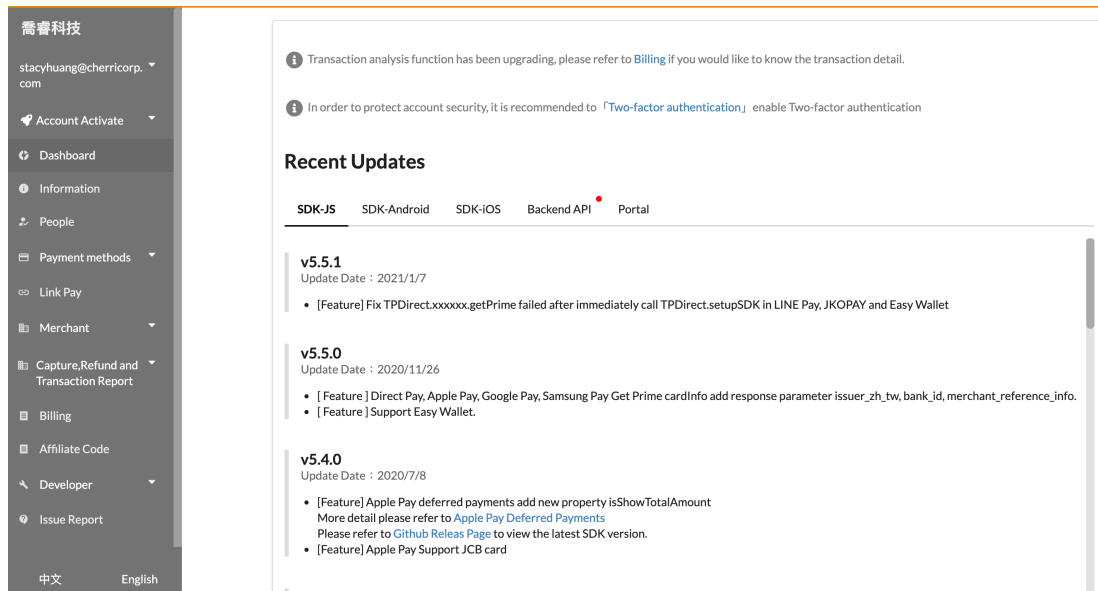 喬睿科技
stacyhuang@cherricorp.
com
Account Activate
Dashboard
Information
People
Payment methods
Link Pay
Merchant
Capture,Refund and
Transaction Report
Billing
Affiliate Code
Developer
Issue Report
中文 English
Transaction analysis function has been upgrading, please refer to Billing if you would like to know the transaction detail.
In order to protect account security, it is recommended to「Two-factor authentication」enable Two-factor authentication
Recent Updates
SDK-JS SDK-Android SDK-iOS Backend API Portal
v5.5.1
Update Date：2021/1/7
• [Feature] Fix TPDirect.xxxxxx.getPrime failed after immediately call TPDirect.setupSDK in LINE Pay, JKOPAY and Easy Wallet
v5.5.0
Update Date：2020/11/26
• [ Feature ] Direct Pay, Apple Pay, Google Pay, Samsung Pay Get Prime cardInfo add response parameter issuer_zh_tw, bank_id, merchant_reference_info.
• [ Feature ] Support Easy Wallet.
v5.4.0
Update Date：2020/7/8
• [Feature] Apple Pay deferred payments add new property isShowTotalAmount
More detail please refer to Apple Pay Deferred Payments
Please refer to Github Releas Page to view the latest SDK version.
• [Feature] Apple Pay Support JCB card